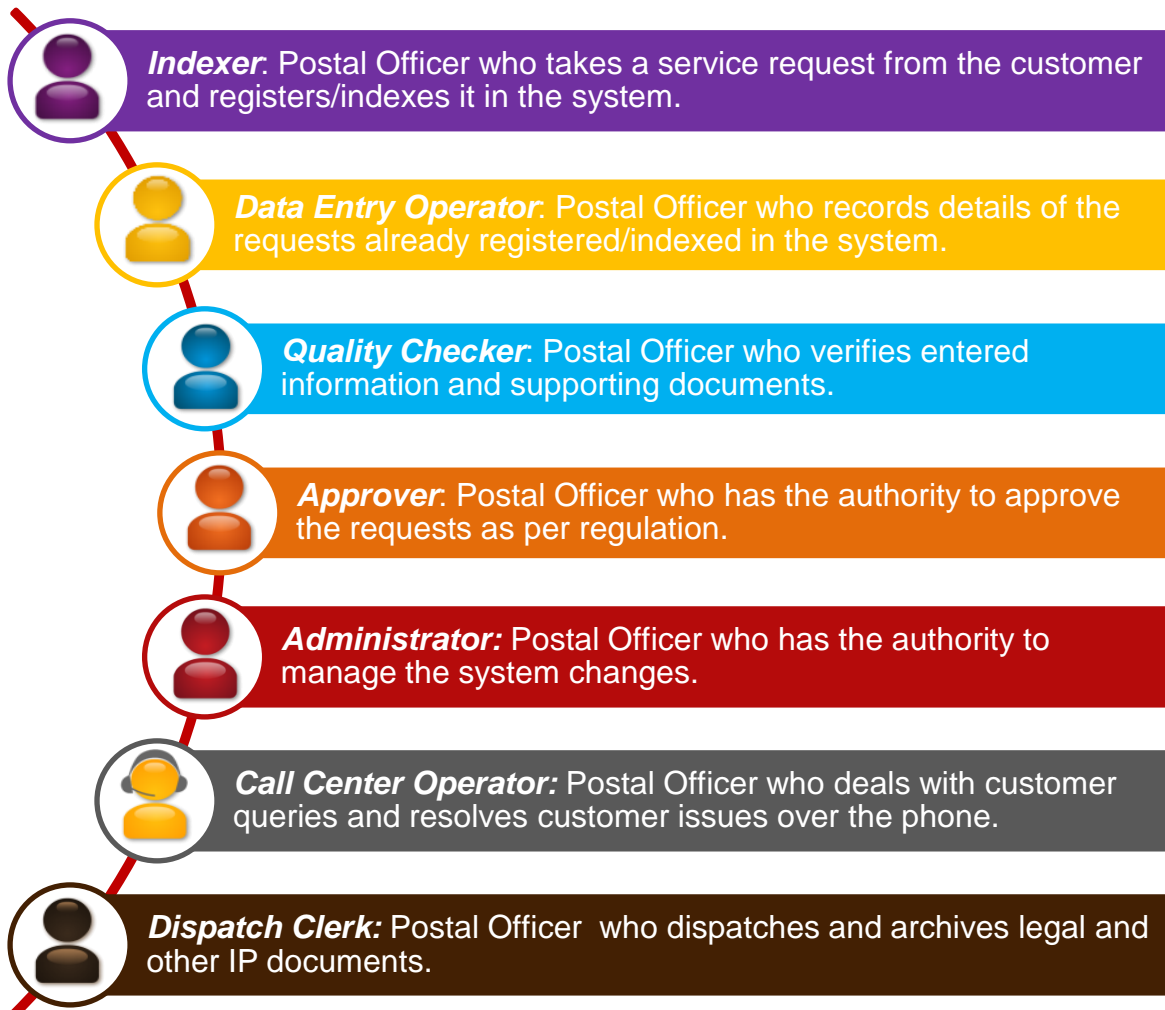 Indexer: Postal Officer who takes a service request from the customer
and registers/indexes it in the system.
Data Entry Operator: Postal Officer who records details of the
requests already registered/indexed in the system.
Quality Checker: Postal Officer who verifies entered
information and supporting documents.
Approver: Postal Officer who has the authority to approve
the requests as per regulation.
Administrator: Postal Officer who has the authority to
manage the system changes.
Call Center Operator: Postal Officer who deals with customer
queries and resolves customer issues over the phone.
Dispatch Clerk: Postal Officer who dispatches and archives legal and
other IP documents.